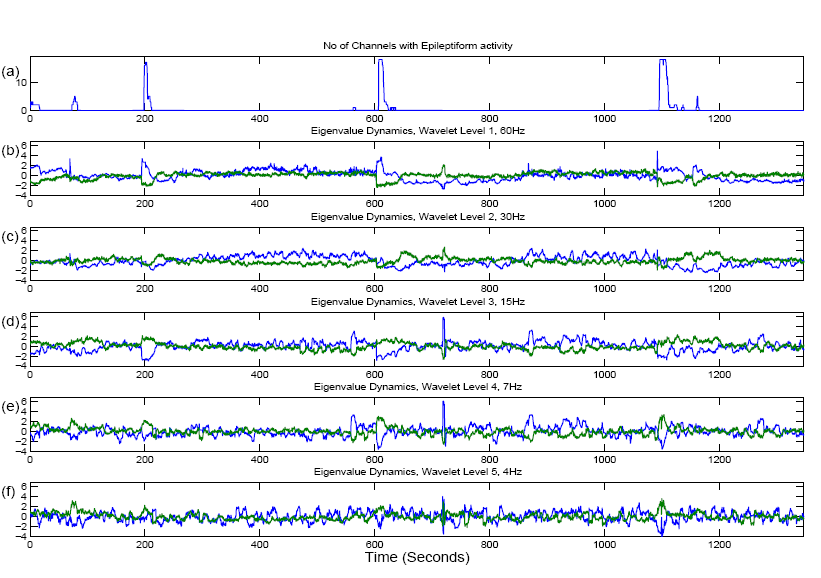 No of Channels with Epileptiform activity
(a)
10
0
0 200 400 600 800 1000 1200
Eigenvalue Dynamics, Wavelet Level 1, 60Hz
(b)
6
4
2
0
−2
−4
0 200 400 600 800 1000 1200
Eigenvalue Dynamics, Wavelet Level 2, 30Hz
(c)
6
4
2
0
−2
−4
0 200 400 600 800 1000 1200
Eigenvalue Dynamics, Wavelet Level 3, 15Hz
(d)
6
4
2
0
−2
−4
0 200 400 600 800 1000 1200
Eigenvalue Dynamics, Wavelet Level 4, 7Hz
(e)
6
4
2
0
−2
−4
0 200 400 600 800 1000 1200
Eigenvalue Dynamics, Wavelet Level 5, 4Hz
(f)
6
4
2
0
−2
−4
0 200 400 600 800 1000 1200
Time (Seconds)